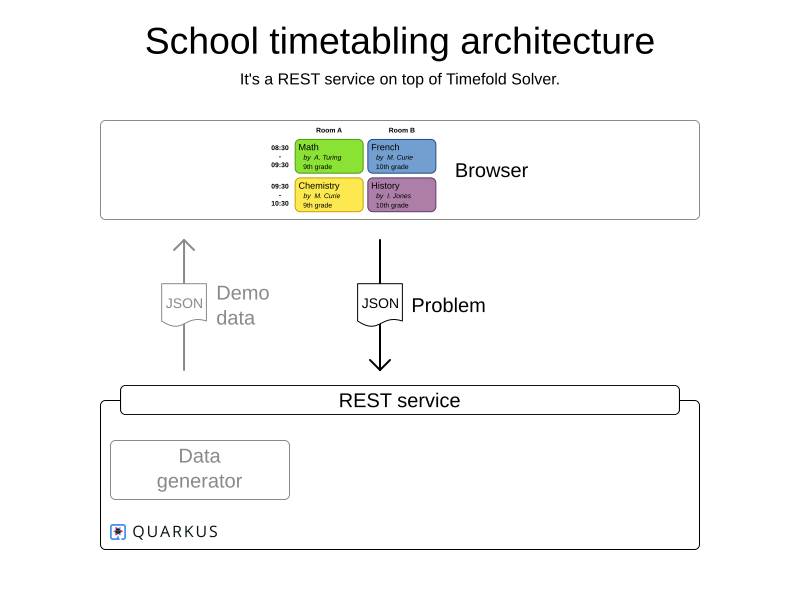 School timetabling architecture
It's a REST service on top of Timefold Solver.
Room A
Room B
08:30
-
09:30
Math
by A. Turing
9th grade
French
by M. Curie
10th grade
09:30
-
10:30
Chemistry
by M. Curie
9th grade
History
by I. Jones
10th grade
Browser
JSON
Demo
data
JSON
Problem
REST service
Data
generator
QUARKUS